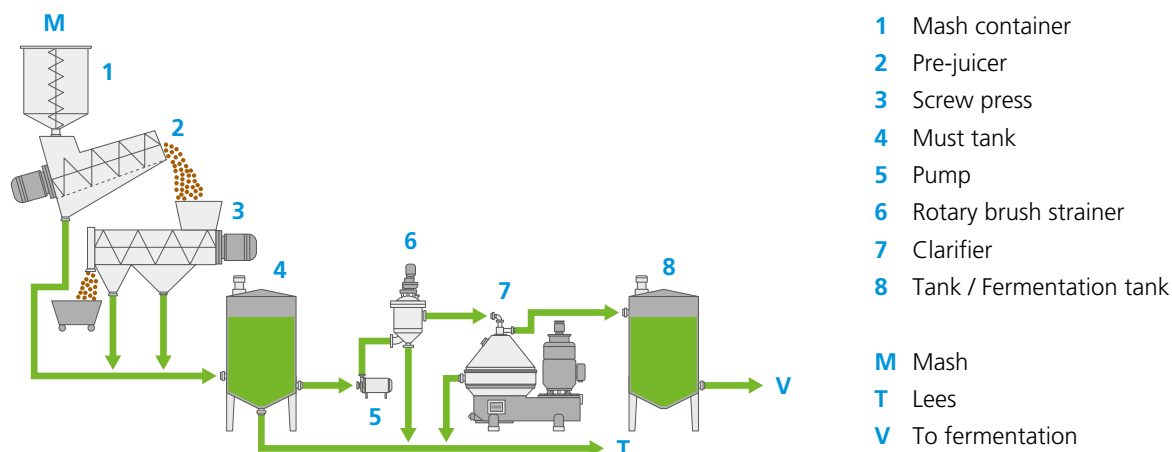 M
1
2
3
4
5
6
7
8
V
T
1 Mash container
2 Pre-juicer
3 Screw press
4 Must tank
5 Pump
6 Rotary brush strainer
7 Clarifier
8 Tank / Fermentation tank
M Mash
T Lees
V To fermentation